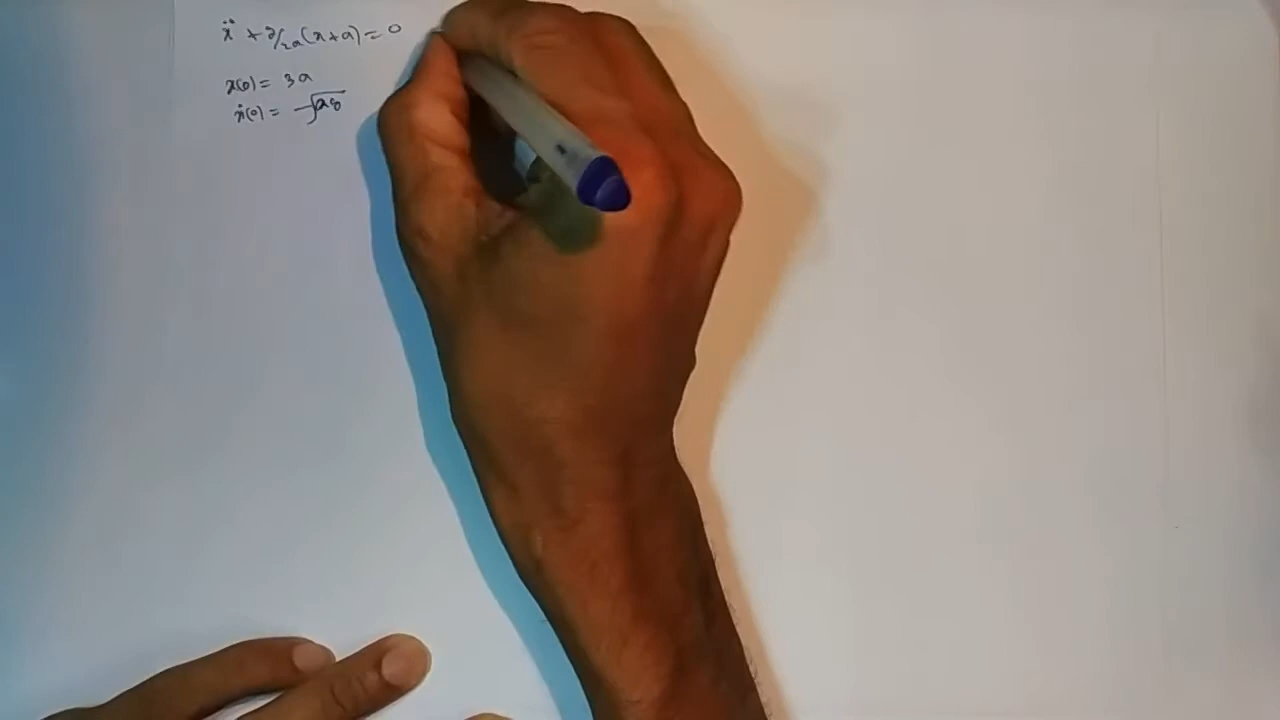 ẍ + g/2a (x+a) = 0
x(0) = 3a
ẋ(0) = -√ag